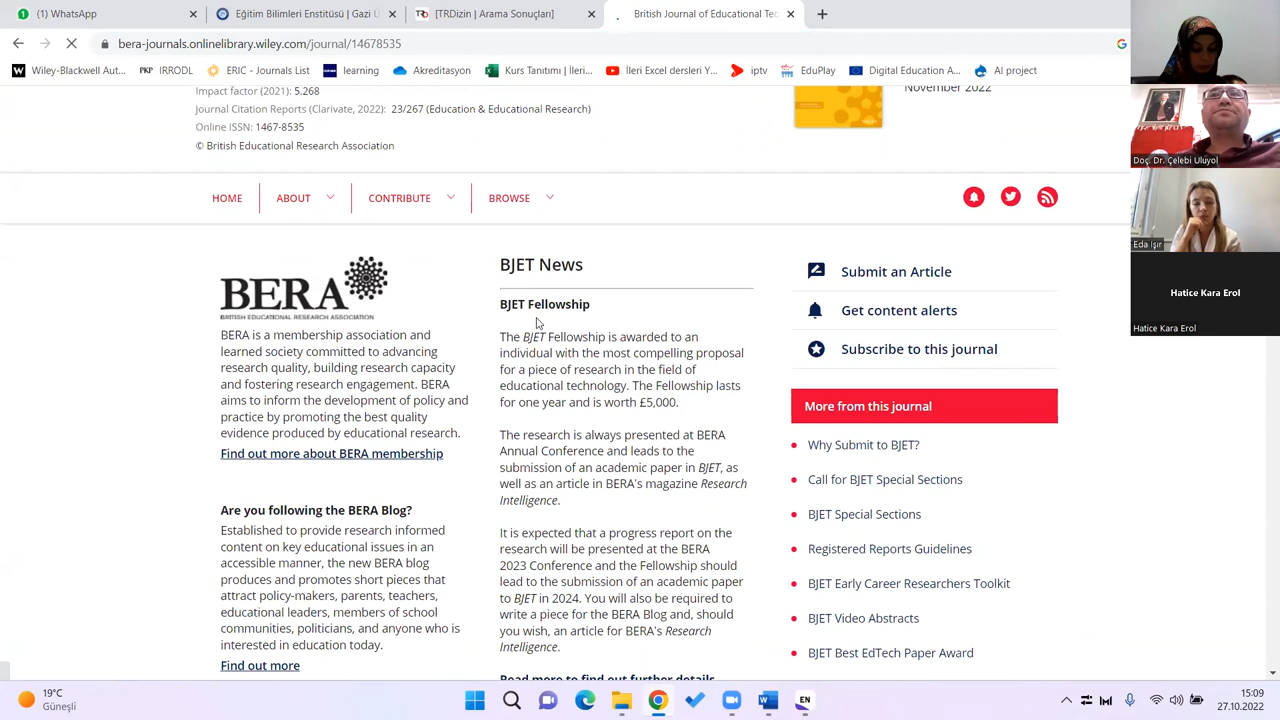 Eğitim Bilimleri Enstitüsü | Gazi Ü
[TRDizin | Arama Sonuçları]
British Journal of Educational Tec
bera-journals.onlinelibrary.wiley.com/journal/14678535
Wiley-Blackwell Aut...
IRRODL
ERIC - Journals List
learning
Akreditasyon
Kurs Tanıtımı | İleri...
İleri Excel dersleri Y...
iptv
EduPlay
Digital Education A...
AI project
Impact factor (2021): 5.268
Journal Citation Reports (Clarivate, 2022): 23/267 (Education & Educational Research)
Online ISSN: 1467-8535
© British Educational Research Association
November 2022
HOME
ABOUT
CONTRIBUTE
BROWSE
BERA
BRITISH EDUCATIONAL RESEARCH ASSOCIATION
BERA is a membership association and
learned society committed to advancing
research quality, building research capacity
and fostering research engagement. BERA
aims to inform the development of policy and
practice by promoting the best quality
evidence produced by educational research.
Find out more about BERA membership
Are you following the BERA Blog?
Established to provide research informed
content on key educational issues in an
accessible manner, the new BERA blog
produces and promotes short pieces that
attract policy-makers, parents, teachers,
educational leaders, members of school
communities, politicians, and anyone who is
interested in education today.
Find out more
BJET News
BJET Fellowship
The BJET Fellowship is awarded to an
individual with the most compelling proposal
for a piece of research in the field of
educational technology. The Fellowship lasts
for one year and is worth £5,000.
The research is always presented at BERA
Annual Conference and leads to the
submission of an academic paper in BJET, as
well as an article in BERA's magazine Research
Intelligence.
It is expected that a progress report on the
research will be presented at the BERA
2023 Conference and the Fellowship should
lead to the submission of an academic paper
to BJET in 2024. You will also be required to
write a piece for the BERA Blog and, should
you wish, an article for BERA's Research
Intelligence.
Read more to find out further details
Submit an Article
Get content alerts
Subscribe to this journal
More from this journal
Why Submit to BJET?
Call for BJET Special Sections
BJET Special Sections
Registered Reports Guidelines
BJET Early Career Researchers Toolkit
BJET Video Abstracts
BJET Best EdTech Paper Award
Doç. Dr. Çelebi Uluyol
Eda Işır
Hatice Kara Erol
Hatice Kara Erol
19°C
Güneşli
EN
15:09
27.10.2022